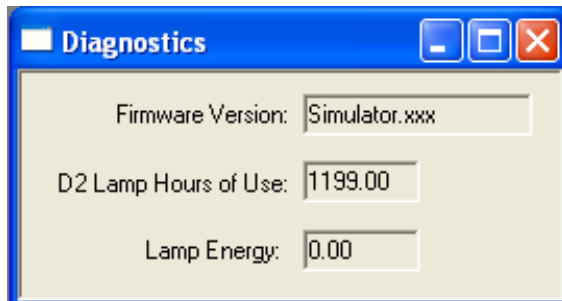 Diagnostics
Firmware Version: Simulator.xxx
D2 Lamp Hours of Use: 1199.00
Lamp Energy: 0.00